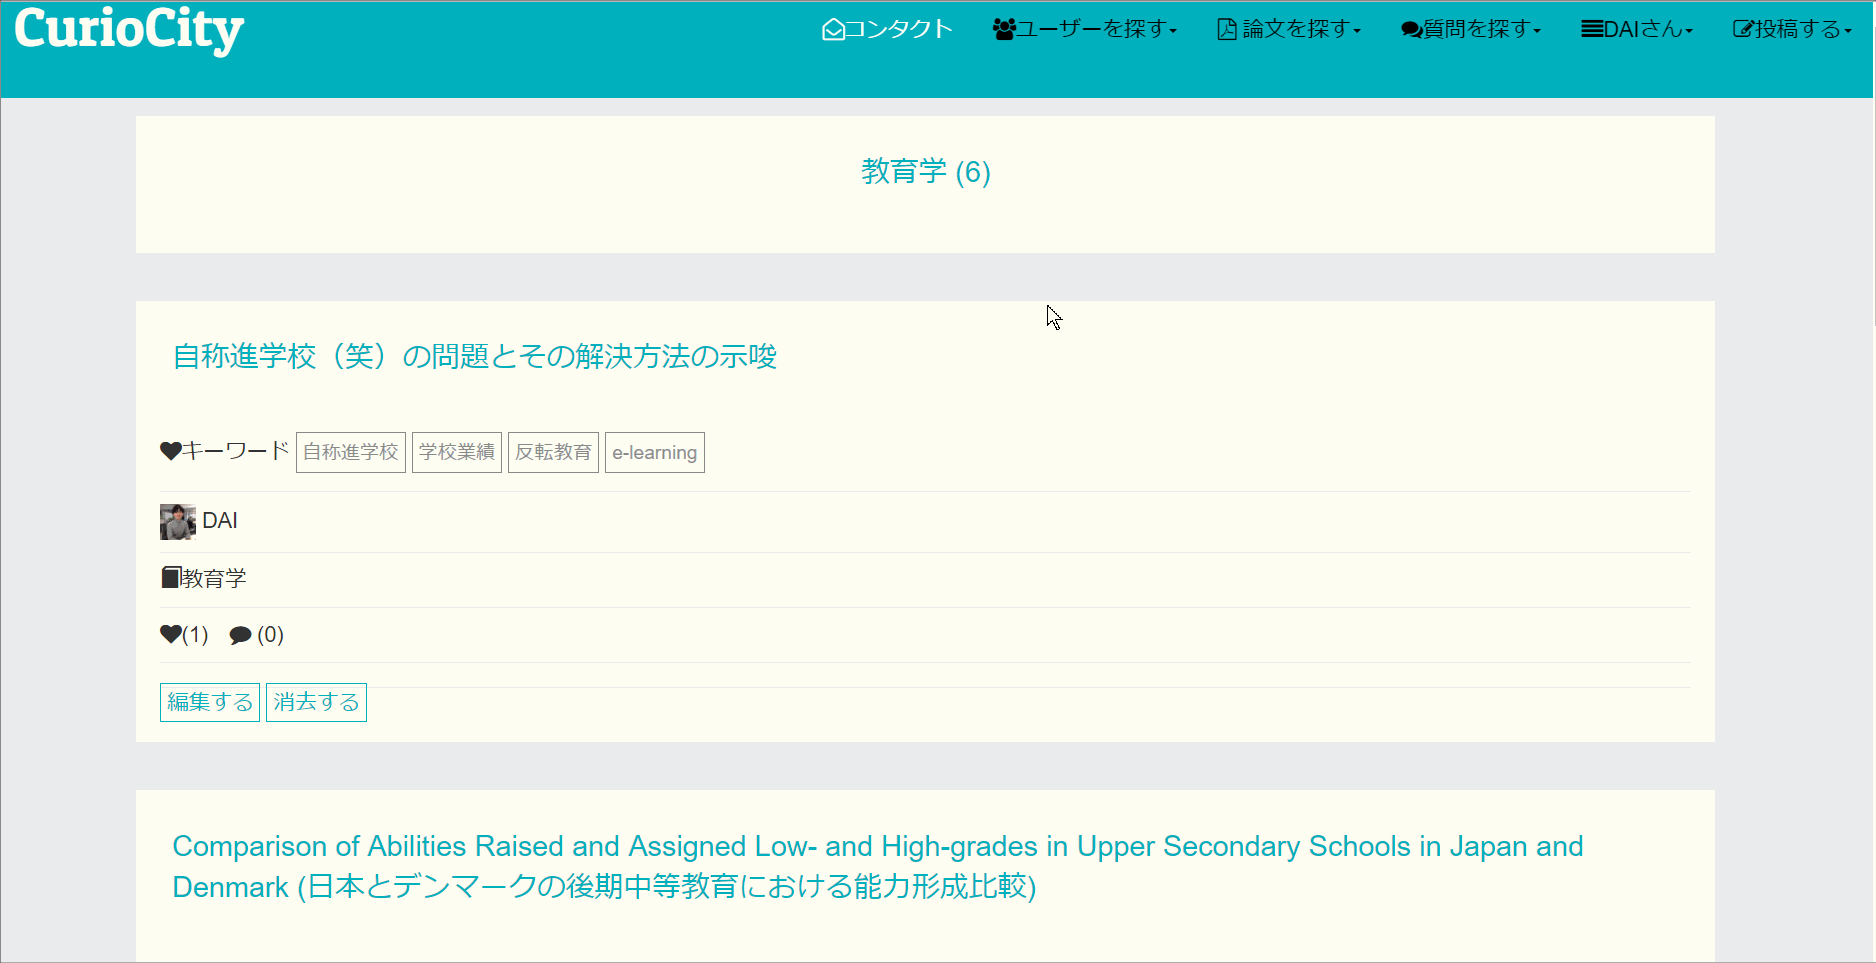 CurioCity コンタクト ユーザーを探す 論文を探す 質問を探す DAIさん 投稿する
教育学 (6)
自称進学校（笑）の問題とその解決方法の示唆
キーワード 自称進学校 学校業績 反転教育 e-learning
DAI
教育学
(1) (0)
編集する 消去する
Comparison of Abilities Raised and Assigned Low- and High-grades in Upper Secondary Schools in Japan and
Denmark (日本とデンマークの後期中等教育における能力形成比較)